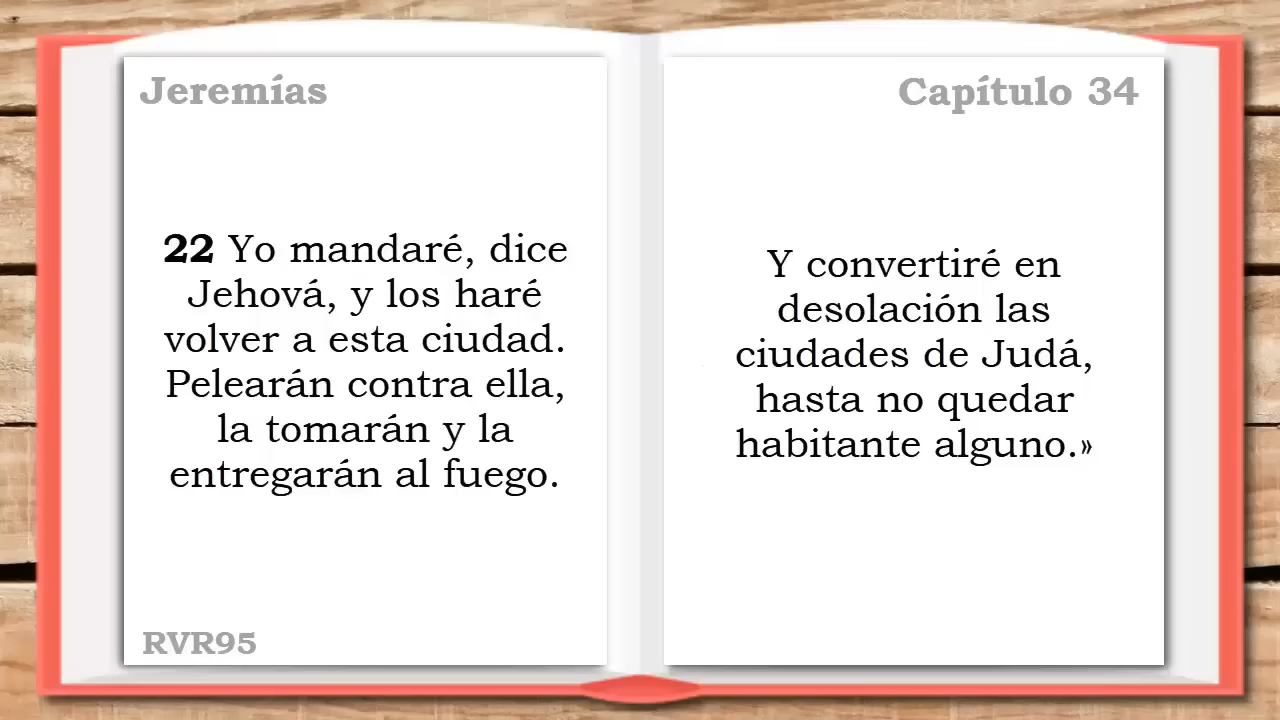 Jeremías
22 Yo mandaré, dice
Jehová, y los haré
volver a esta ciudad.
Pelearán contra ella,
la tomarán y la
entregarán al fuego.
RVR95
Capítulo 34
Y convertiré en
desolación las
ciudades de Judá,
hasta no quedar
habitante alguno.»